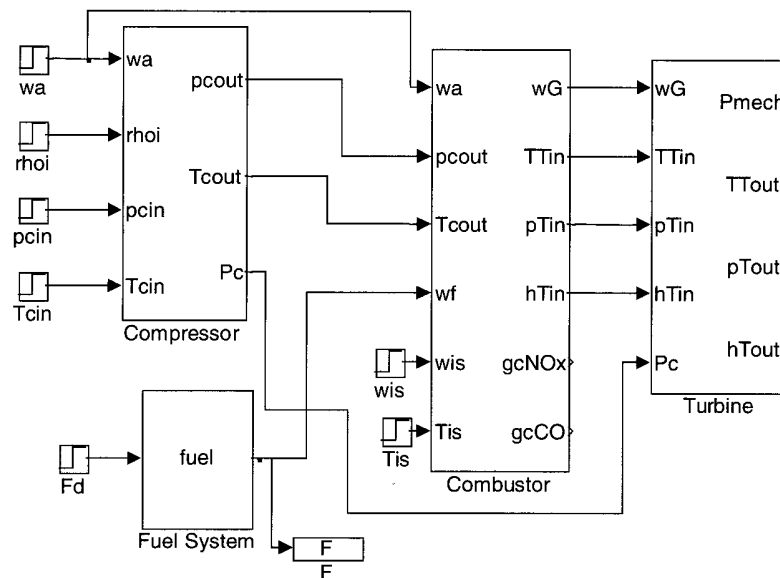 wa
rhoi
pcin
Tcin
wa
rhoi
pcin
Tcin
pcout
Tcout
Pc
Compressor
Fd
fuel
Fuel System
F
F
wa
pcout
Tcout
wf
wis
Tis
wis
Tis
wG
TTin
pTin
hTin
gcNOx
gcCO
Combustor
wG
TTin
pTin
hTin
Pc
Pmech
TTout
pTout
hTout
Turbine